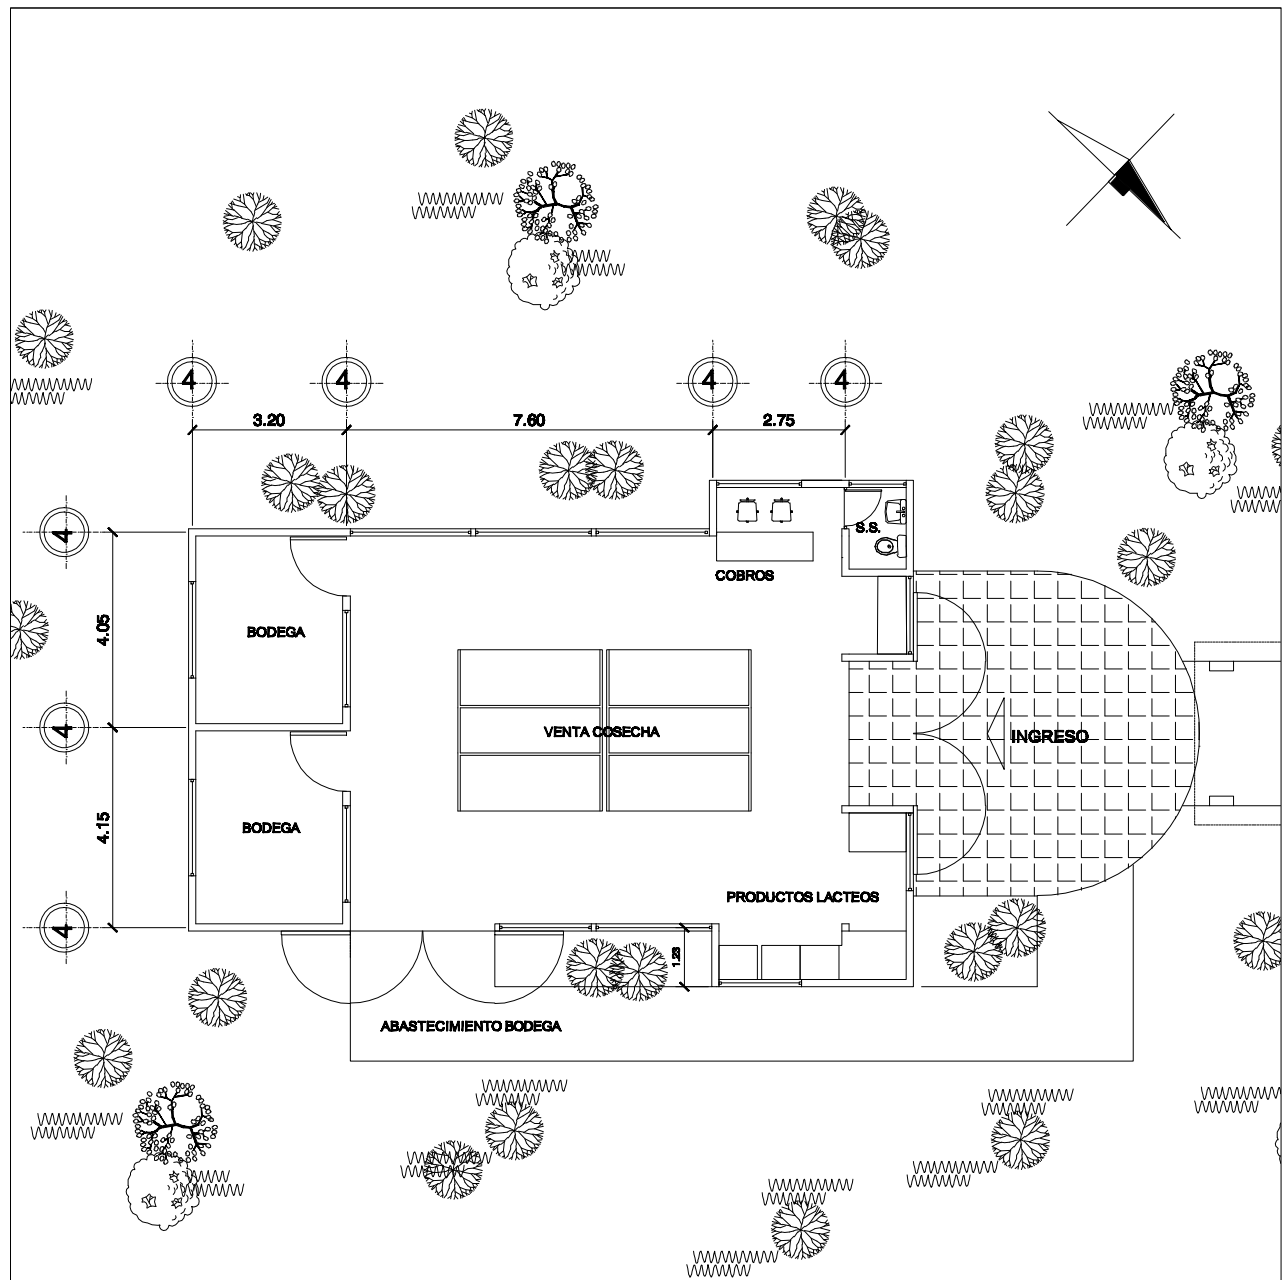 4 4 4 4
3.20 7.60 2.75
4
S.S.
COBROS
4.05
BODEGA
4
VENTA COSECHA
INGRESO
4.15
BODEGA
PRODUCTOS LACTEOS
4
1.23
ABASTECIMIENTO BODEGA